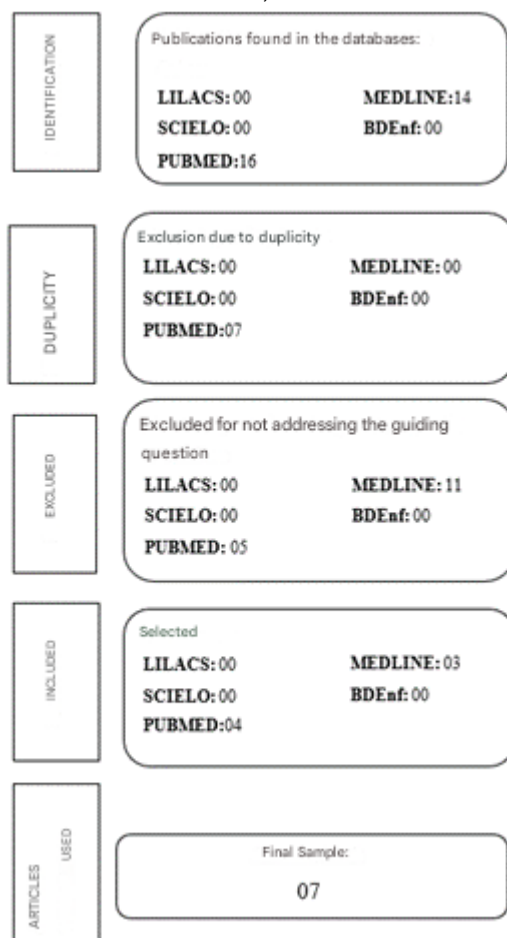 IDENTIFICATION
Publications found in the databases:
LILACS: 00 MEDLINE:14
SCIELO: 00 BDEnf: 00
PUBMED:16
DUPLICITY
Exclusion due to duplicity
LILACS: 00 MEDLINE: 00
SCIELO: 00 BDEnf: 00
PUBMED:07
EXCLUDED
Excluded for not addressing the guiding
question
LILACS: 00 MEDLINE: 11
SCIELO: 00 BDEnf: 00
PUBMED: 05
INCLUDED
Selected
LILACS: 00 MEDLINE: 03
SCIELO: 00 BDEnf: 00
PUBMED:04
ARTICLES
USED
Final Sample:
07